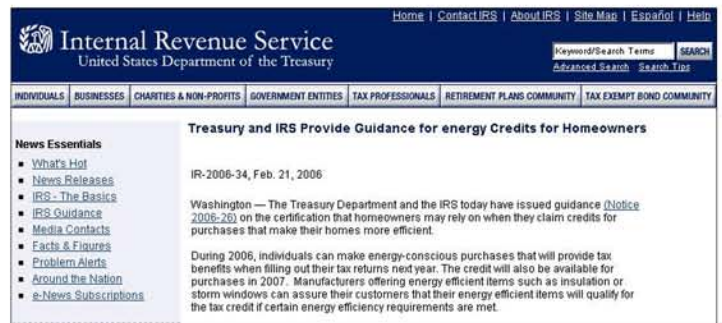 Home | Contact IRS | About IRS | Site Map | Español | Help
Internal Revenue Service
United States Department of the Treasury
Keyword/Search Terms SEARCH
Advanced Search Search Tips
INDIVIDUALS BUSINESSES CHARITIES & NON-PROFITS GOVERNMENT ENTITIES TAX PROFESSIONALS RETIREMENT PLANS COMMUNITY TAX EXEMPT BOND COMMUNITY
News Essentials
What's Hot
News Releases
IRS - The Basics
IRS Guidance
Media Contacts
Facts & Figures
Problem Alerts
Around the Nation
e-News Subscriptions
Treasury and IRS Provide Guidance for energy Credits for Homeowners
IR-2006-34, Feb. 21, 2006
Washington — The Treasury Department and the IRS today have issued guidance (Notice
2006-26) on the certification that homeowners may rely on when they claim credits for
purchases that make their homes more efficient.
During 2006, individuals can make energy-conscious purchases that will provide tax
benefits when filling out their tax returns next year. The credit will also be available for
purchases in 2007. Manufacturers offering energy efficient items such as insulation or
storm windows can assure their customers that their energy efficient items will qualify for
the tax credit if certain energy efficiency requirements are met.